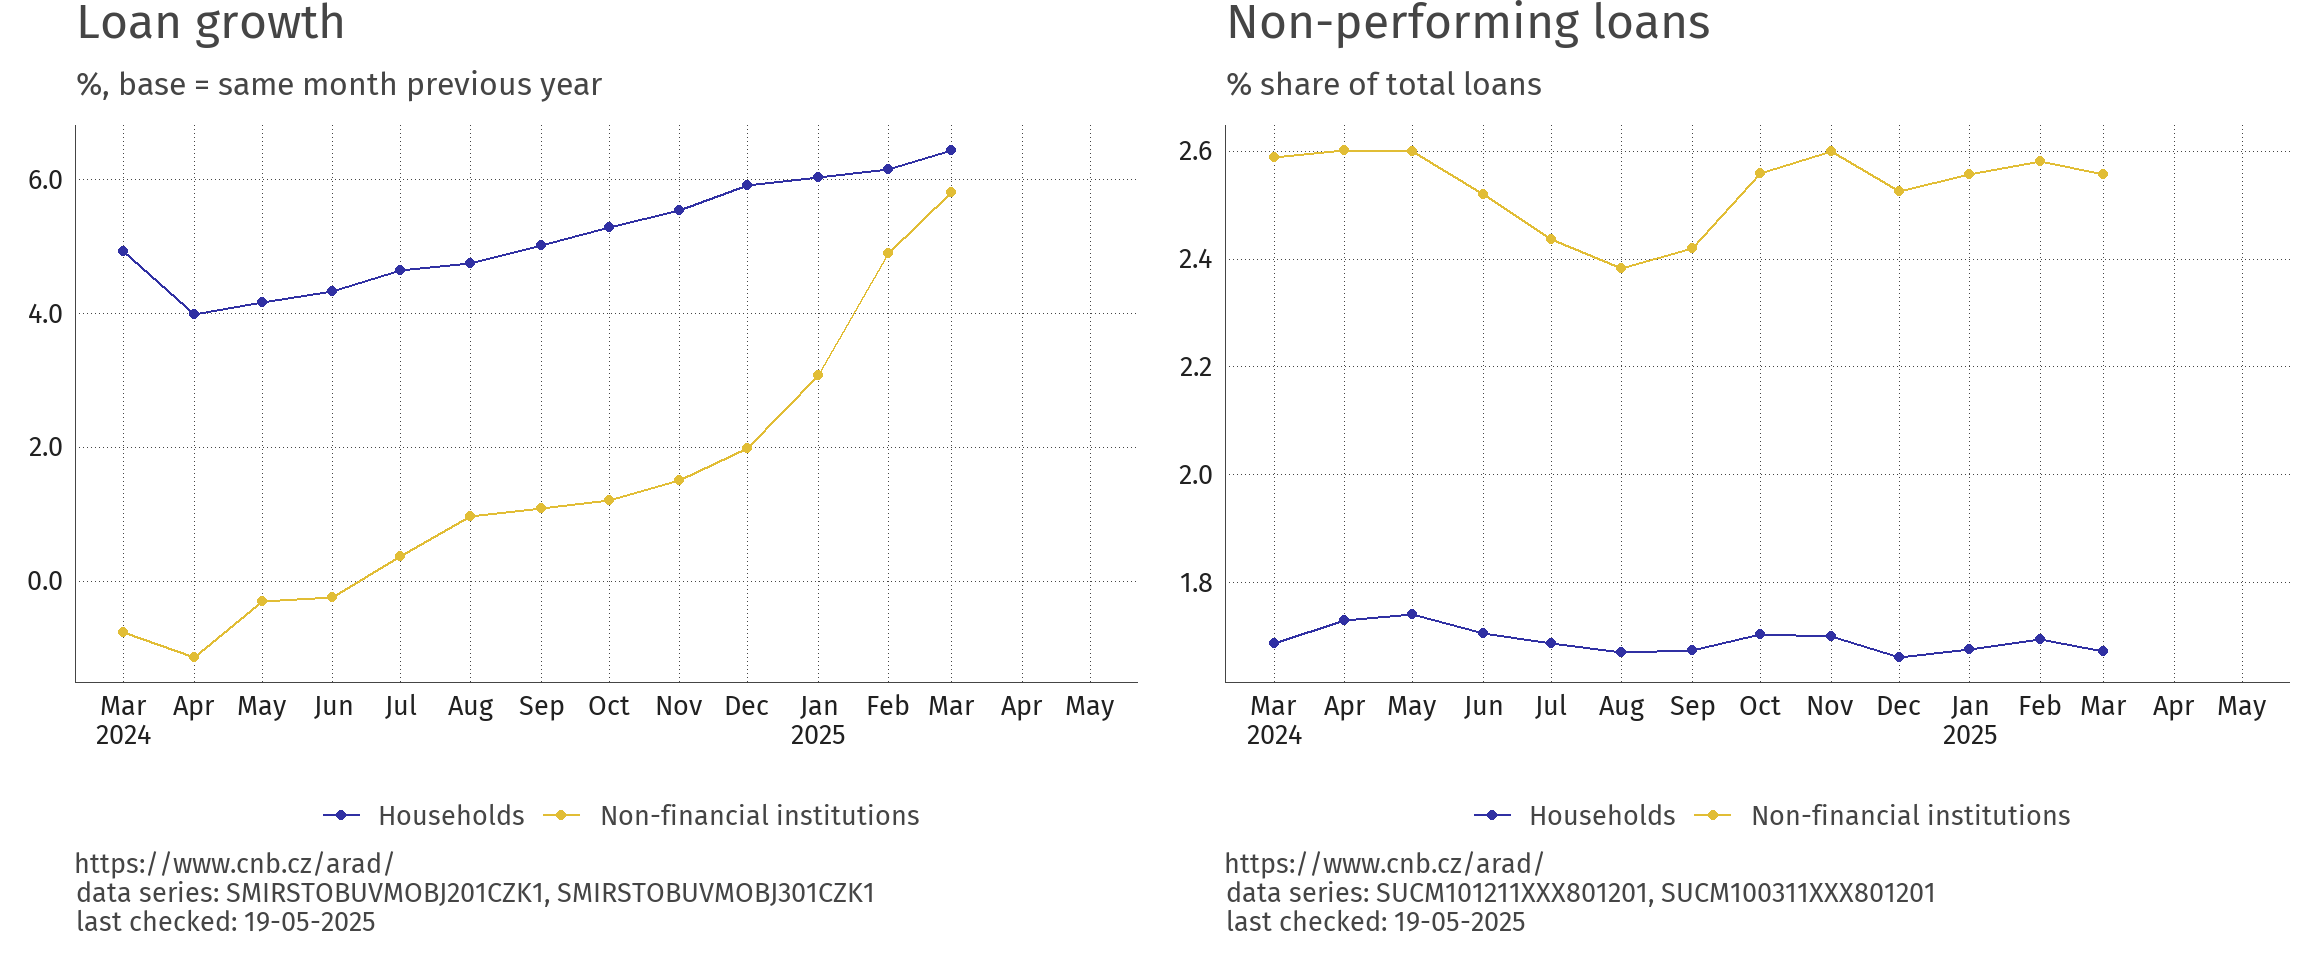 Loan growth
%, base = same month previous year
6.0
4.0
2.0
0.0
Mar Apr May Jun Jul Aug Sep Oct Nov Dec Jan Feb Mar Apr May
2024 2025
Households Non-financial institutions
https://www.cnb.cz/arad/
data series: SMIRSTOBUVMOBJ201CZK1, SMIRSTOBUVMOBJ301CZK1
last checked: 19-05-2025
Non-performing loans
% share of total loans
2.6
2.4
2.2
2.0
1.8
Mar Apr May Jun Jul Aug Sep Oct Nov Dec Jan Feb Mar Apr May
2024 2025
Households Non-financial institutions
https://www.cnb.cz/arad/
data series: SUCM101211XXX801201, SUCM100311XXX801201
last checked: 19-05-2025